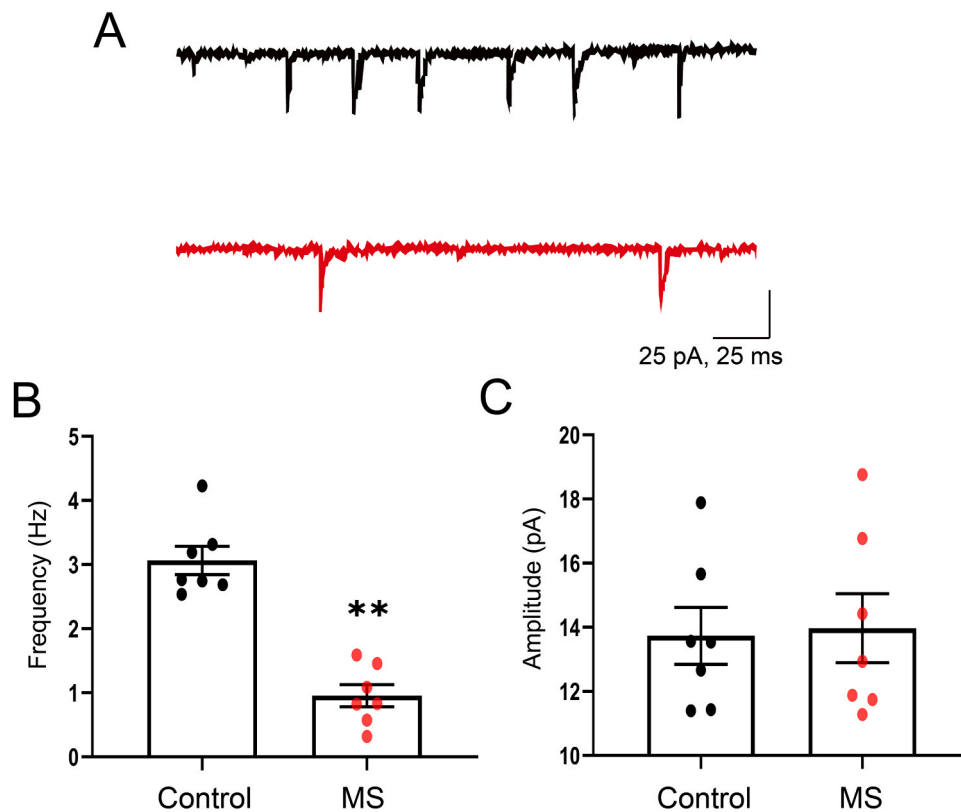 A
25 pA, 25 ms
B
Frequency (Hz)
5
4
3
2
1
0
**
Control
MS
C
Amplitude (pA)
20
18
16
14
12
10
Control
MS